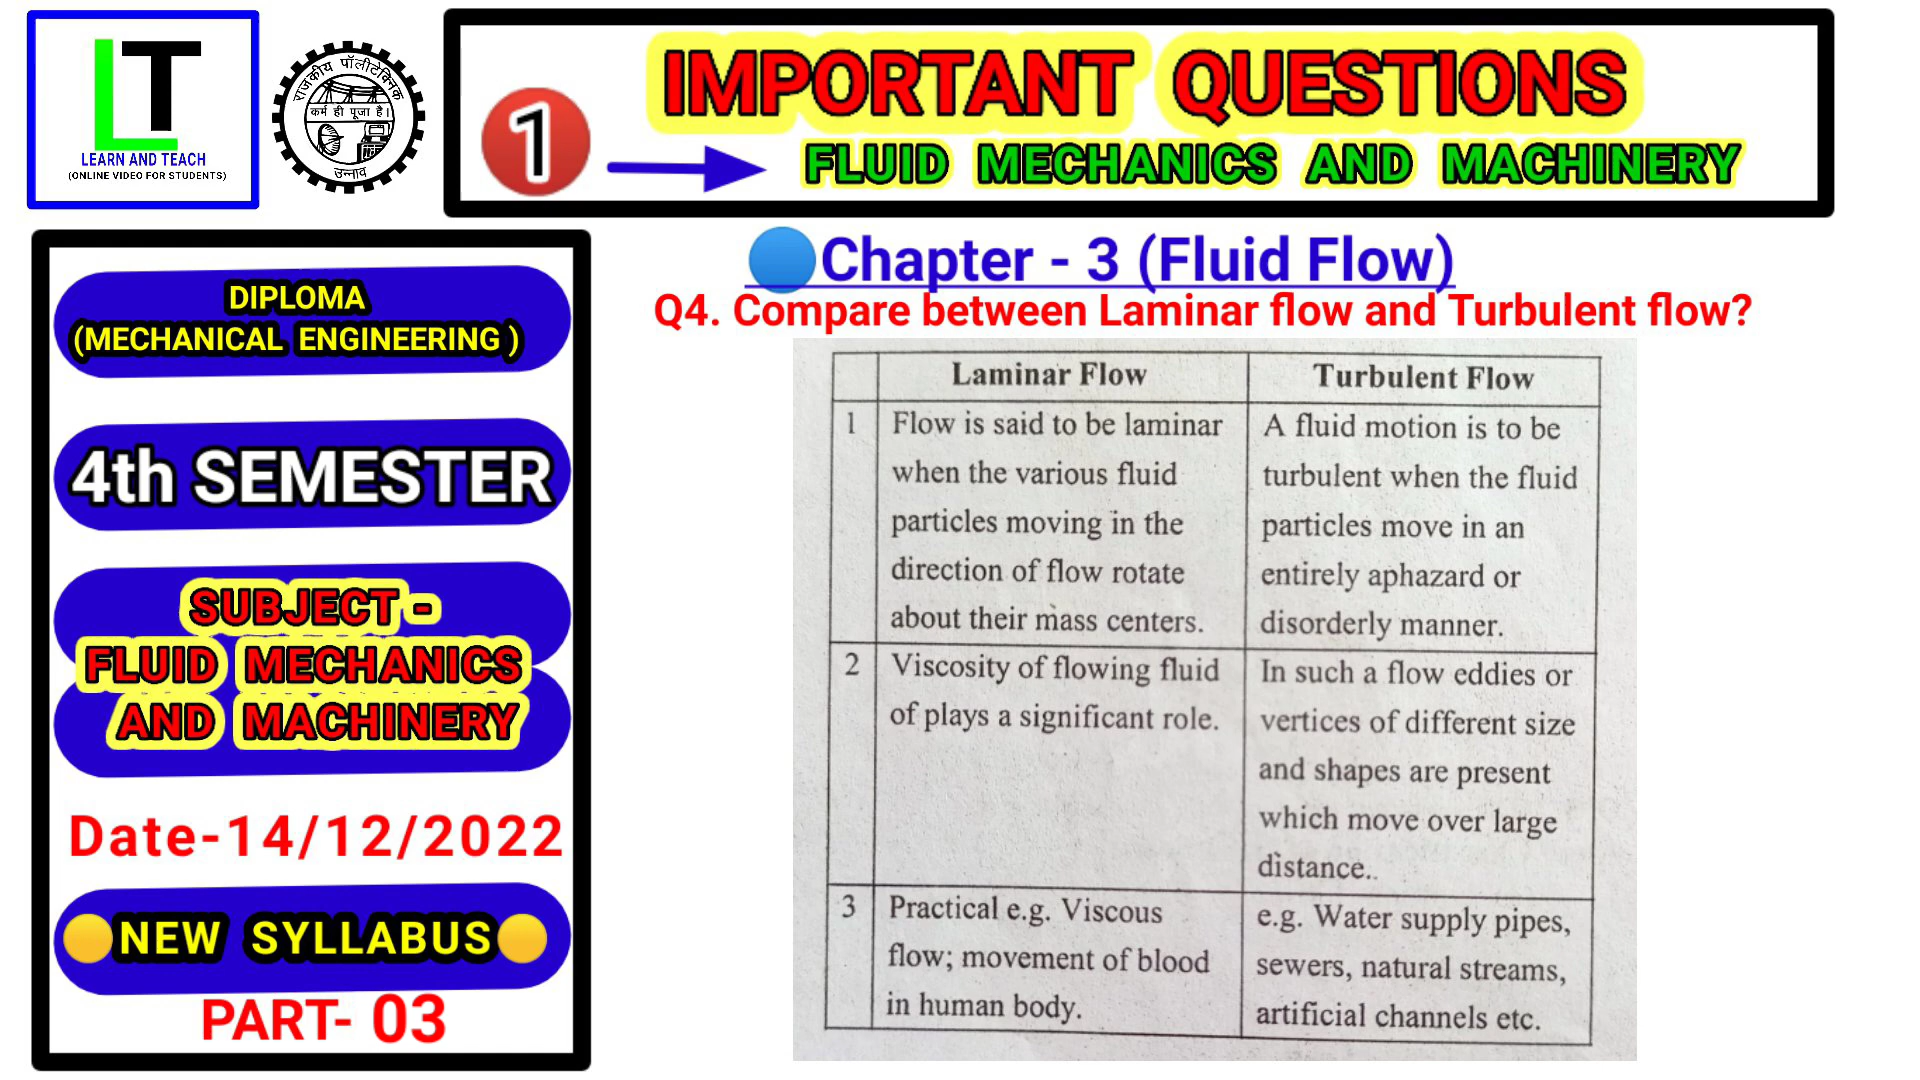 LT
LEARN AND TEACH
(ONLINE VIDEO FOR STUDENTS)
राजकीय पॉलीटेक्निक
कर्म ही पूजा है।
उन्नाव
1
IMPORTANT QUESTIONS
FLUID MECHANICS AND MACHINERY
DIPLOMA
(MECHANICAL ENGINEERING )
4th SEMESTER
SUBJECT -
FLUID MECHANICS
AND MACHINERY
Date-14/12/2022
NEW SYLLABUS
PART- 03
Chapter - 3 (Fluid Flow)
Q4. Compare between Laminar flow and Turbulent flow?
Laminar Flow
Turbulent Flow
1
Flow is said to be laminar
when the various fluid
particles moving in the
direction of flow rotate
about their mass centers.
A fluid motion is to be
turbulent when the fluid
particles move in an
entirely aphazard or
disorderly manner.
2
Viscosity of flowing fluid
of plays a significant role.
In such a flow eddies or
vertices of different size
and shapes are present
which move over large
distance..
3
Practical e.g. Viscous
flow; movement of blood
in human body.
e.g. Water supply pipes,
sewers, natural streams,
artificial channels etc.